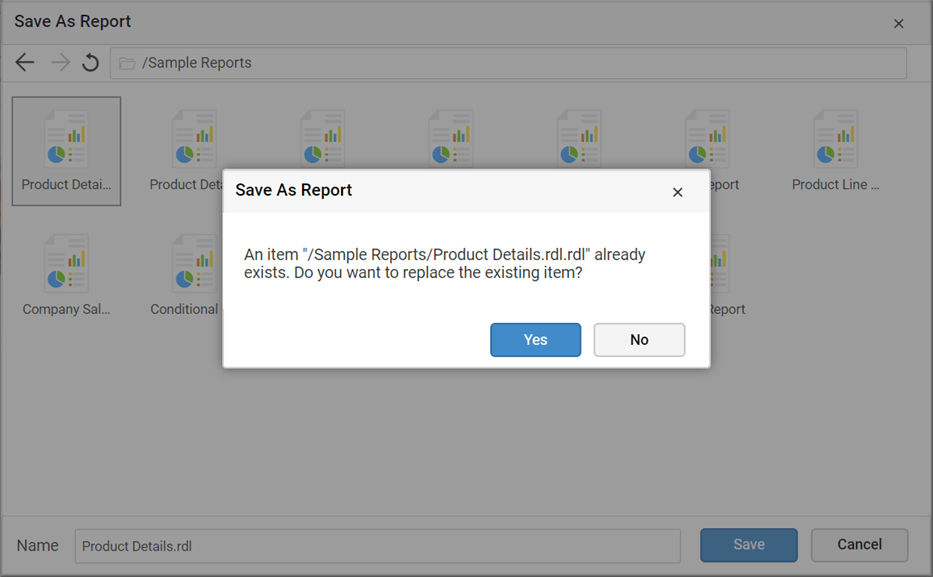 Save As Report
/Sample Reports
Product Detai...
Product Deta
eport
Product Line ...
Save As Report
An item "/Sample Reports/Product Details.rdl.rdl" already
exists. Do you want to replace the existing item?
Yes
No
Company Sal...
Conditional
Report
Name
Product Details.rdl
Save
Cancel